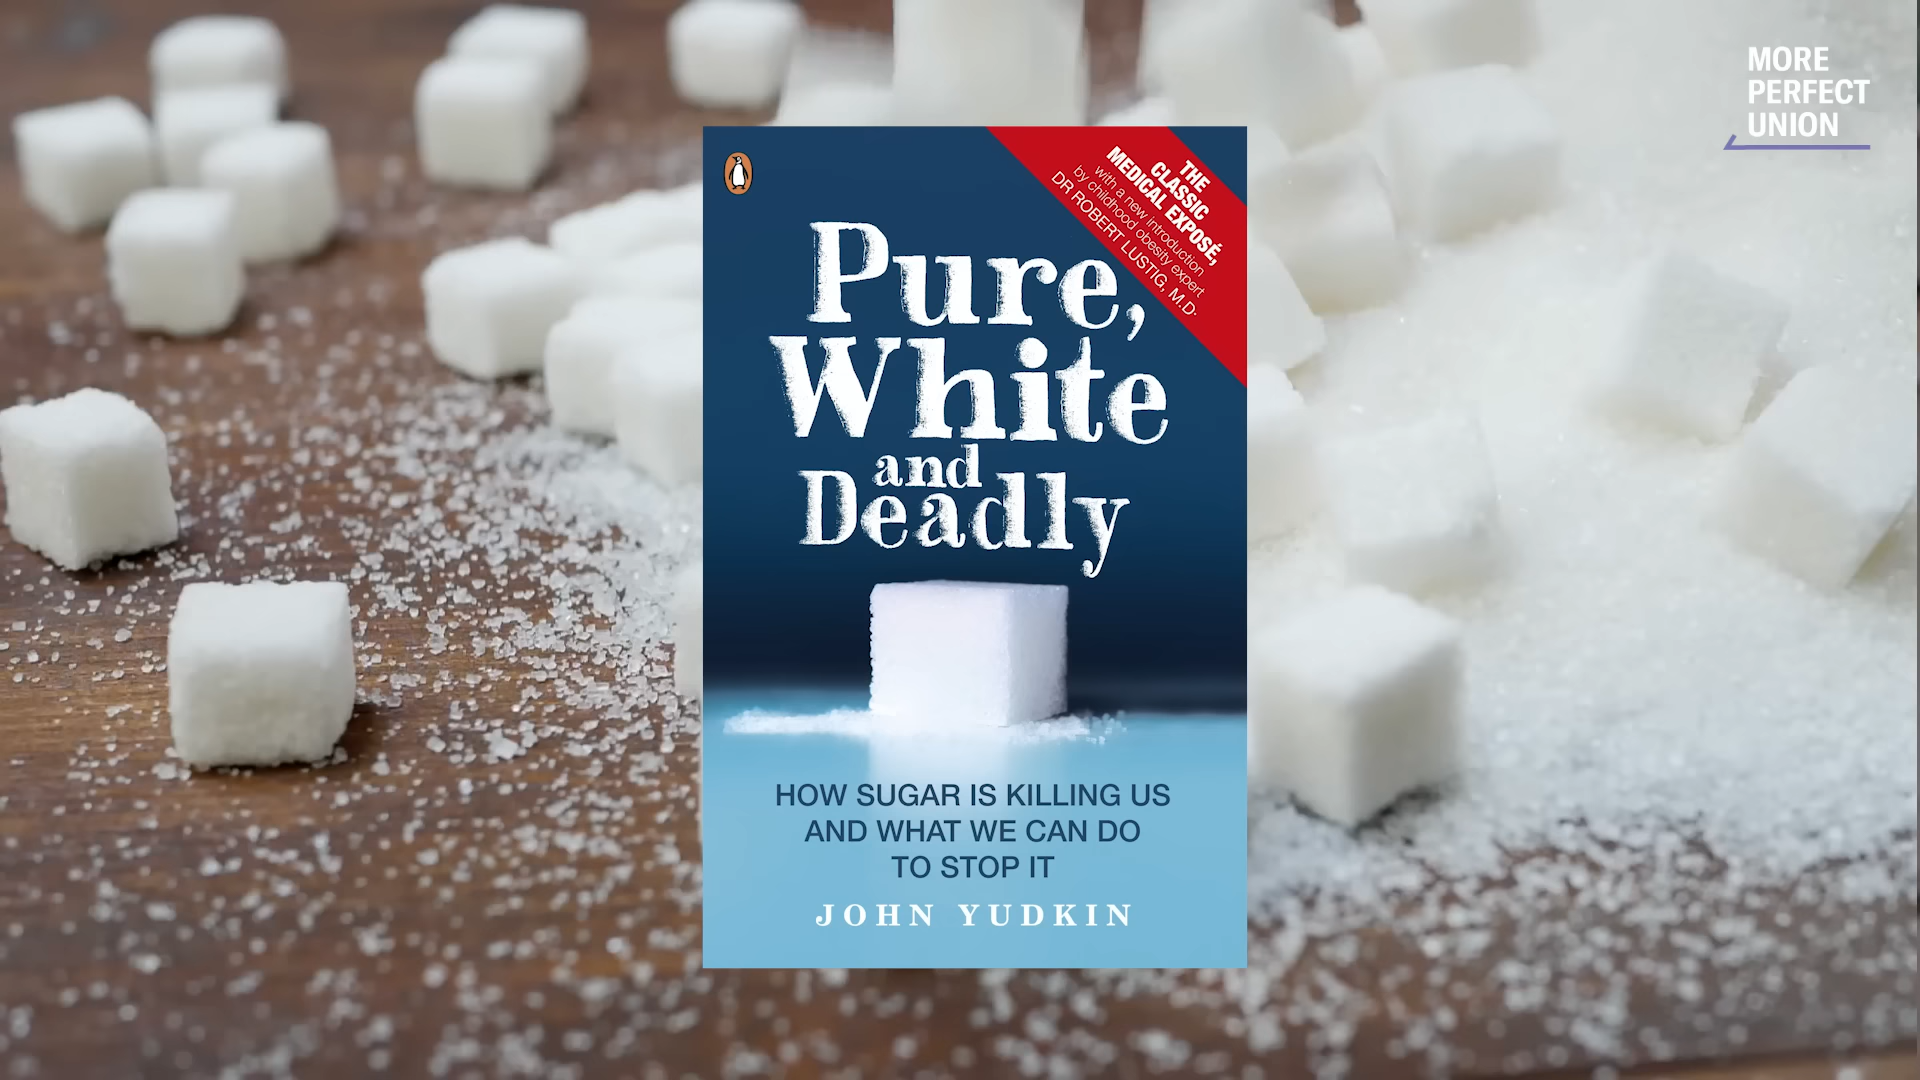 MORE
PERFECT
UNION
THE
CLASSIC
MEDICAL EXPOSÉ,
with a new introduction
by childhood obesity expert
DR ROBERT LUSTIG, M.D.
Pure,
White
and
Deadly
HOW SUGAR IS KILLING US
AND WHAT WE CAN DO
TO STOP IT
JOHN YUDKIN